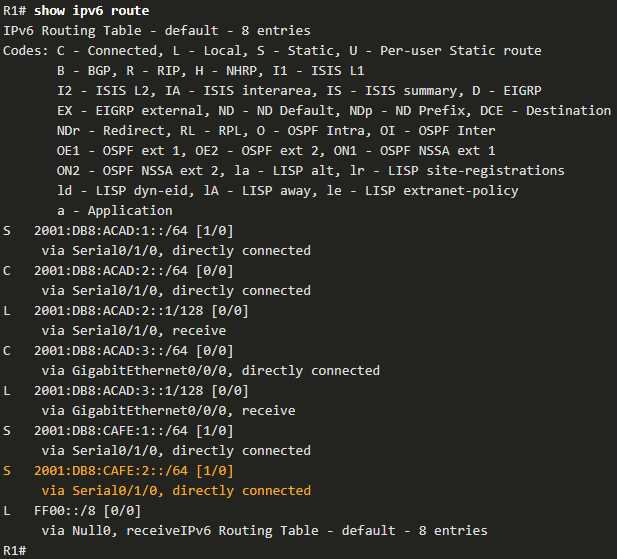 R1# show ipv6 route
IPv6 Routing Table - default - 8 entries
Codes: C - Connected, L - Local, S - Static, U - Per-user Static route
       B - BGP, R - RIP, H - NHRP, I1 - ISIS L1
       I2 - ISIS L2, IA - ISIS interarea, IS - ISIS summary, D - EIGRP
       EX - EIGRP external, ND - ND Default, NDp - ND Prefix, DCE - Destination
       NDr - Redirect, RL - RPL, O - OSPF Intra, OI - OSPF Inter
       OE1 - OSPF ext 1, OE2 - OSPF ext 2, ON1 - OSPF NSSA ext 1
       ON2 - OSPF NSSA ext 2, la - LISP alt, lr - LISP site-registrations
       ld - LISP dyn-eid, lA - LISP away, le - LISP extranet-policy
       a - Application
S   2001:DB8:ACAD:1::/64 [1/0]
     via Serial0/1/0, directly connected
C   2001:DB8:ACAD:2::/64 [0/0]
     via Serial0/1/0, directly connected
L   2001:DB8:ACAD:2::1/128 [0/0]
     via Serial0/1/0, receive
C   2001:DB8:ACAD:3::/64 [0/0]
     via GigabitEthernet0/0/0, directly connected
L   2001:DB8:ACAD:3::1/128 [0/0]
     via GigabitEthernet0/0/0, receive
S   2001:DB8:CAFE:1::/64 [1/0]
     via Serial0/1/0, directly connected
S   2001:DB8:CAFE:2::/64 [1/0]
     via Serial0/1/0, directly connected
L   FF00::/8 [0/0]
     via Null0, receiveIPv6 Routing Table - default - 8 entries
R1#